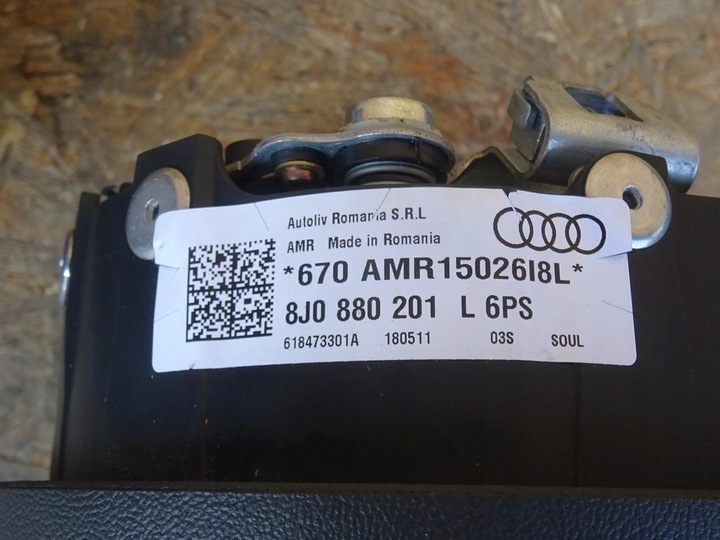 Autoliv Romania S.R.L
AMR Made in Romania
*670 AMR15026I8L*
8J0 880 201 L 6PS
618473301A 180511 03S SOUL